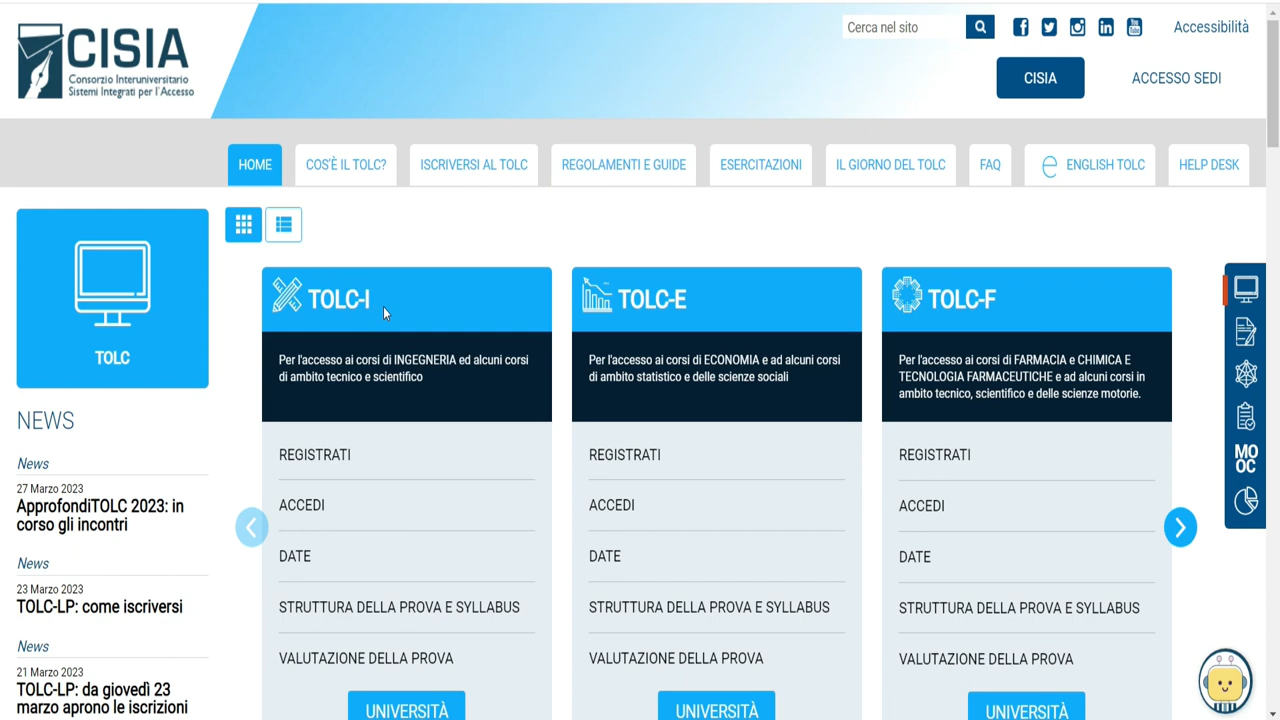 CISIA
Consorzio Interuniversitario
Sistemi Integrati per l'Accesso
Cerca nel sito
You
Tube
Accessibilità
CISIA
ACCESSO SEDI
HOME
COS'È IL TOLC?
ISCRIVERSI AL TOLC
REGOLAMENTI E GUIDE
ESERCITAZIONI
IL GIORNO DEL TOLC
FAQ
ENGLISH TOLC
HELP DESK
TOLC
NEWS
News
27 Marzo 2023
ApprofondiTOLC 2023: in
corso gli incontri
News
23 Marzo 2023
TOLC-LP: come iscriversi
News
21 Marzo 2023
TOLC-LP: da giovedì 23
marzo aprono le iscrizioni
TOLC-I
Per l'accesso ai corsi di INGEGNERIA ed alcuni corsi
di ambito tecnico e scientifico
REGISTRATI
ACCEDI
DATE
STRUTTURA DELLA PROVA E SYLLABUS
VALUTAZIONE DELLA PROVA
UNIVERSITÀ
TOLC-E
Per l'accesso ai corsi di ECONOMIA e ad alcuni corsi
di ambito statistico e delle scienze sociali
REGISTRATI
ACCEDI
DATE
STRUTTURA DELLA PROVA E SYLLABUS
VALUTAZIONE DELLA PROVA
UNIVERSITÀ
TOLC-F
Per l'accesso ai corsi di FARMACIA e CHIMICA E
TECNOLOGIA FARMACEUTICHE e ad alcuni corsi in
ambito tecnico, scientifico e delle scienze motorie.
REGISTRATI
ACCEDI
DATE
STRUTTURA DELLA PROVA E SYLLABUS
VALUTAZIONE DELLA PROVA
UNIVERSITÀ
MO
OC